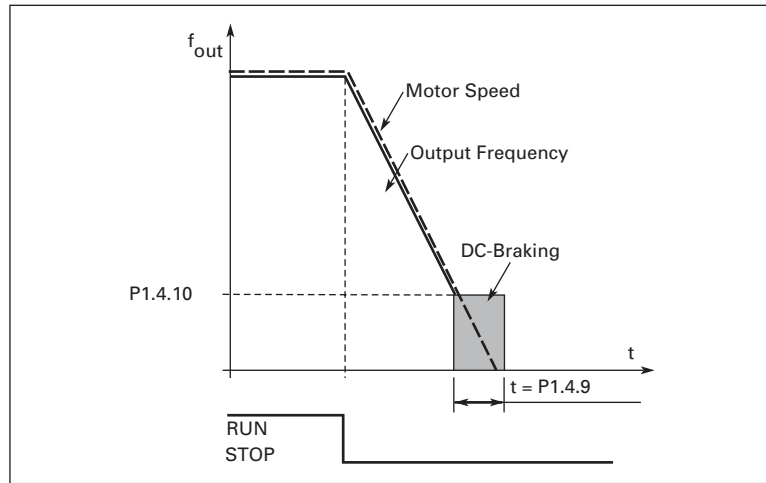 f out
Motor Speed
Output Frequency
DC-Braking
P1.4.10
t
t = P1.4.9
RUN
STOP